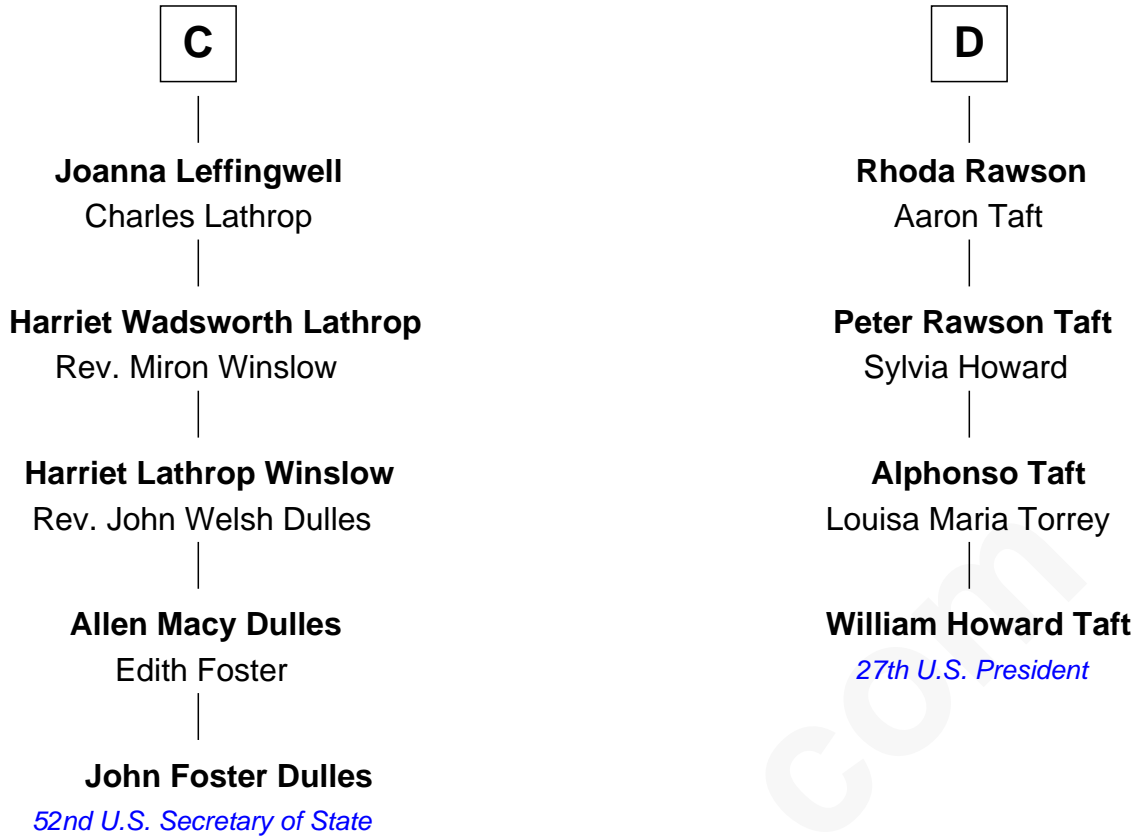 C
Joanna Leffingwell
Charles Lathrop
Harriet Wadsworth Lathrop
Rev. Miron Winslow
Harriet Lathrop Winslow
Rev. John Welsh Dulles
Allen Macy Dulles
Edith Foster
John Foster Dulles
52nd U.S. Secretary of State
D
Rhoda Rawson
Aaron Taft
Peter Rawson Taft
Sylvia Howard
Alphonso Taft
Louisa Maria Torrey
William Howard Taft
27th U.S. President
com